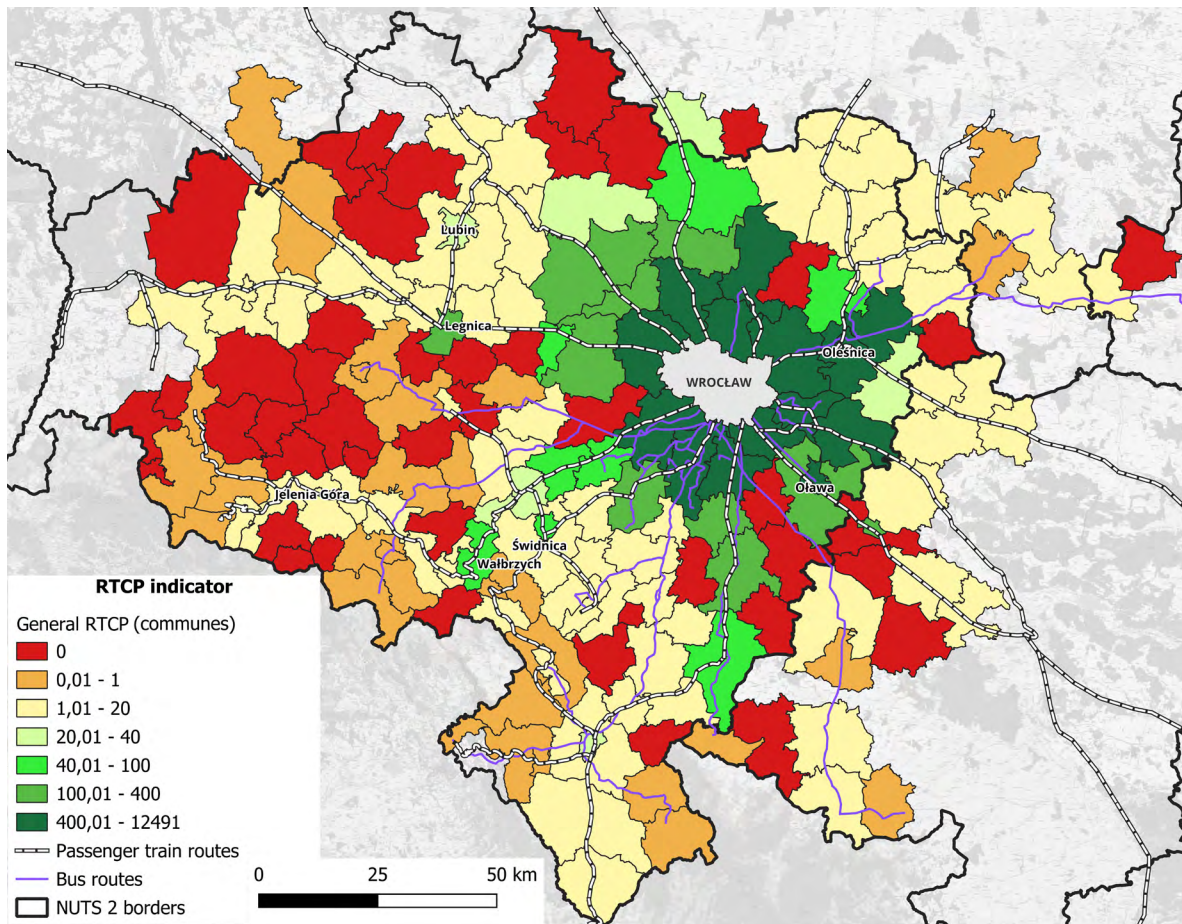 Lubin
Legnica
WROCŁAW
Oleśnica
Jelenia Góra
Oława
Świdnica
Wałbrzych
RTCP indicator
General RTCP (communes)
0
0,01 - 1
1,01 - 20
20,01 - 40
40,01 - 100
100,01 - 400
400,01 - 12491
Passenger train routes
Bus routes
NUTS 2 borders
0 25 50 km